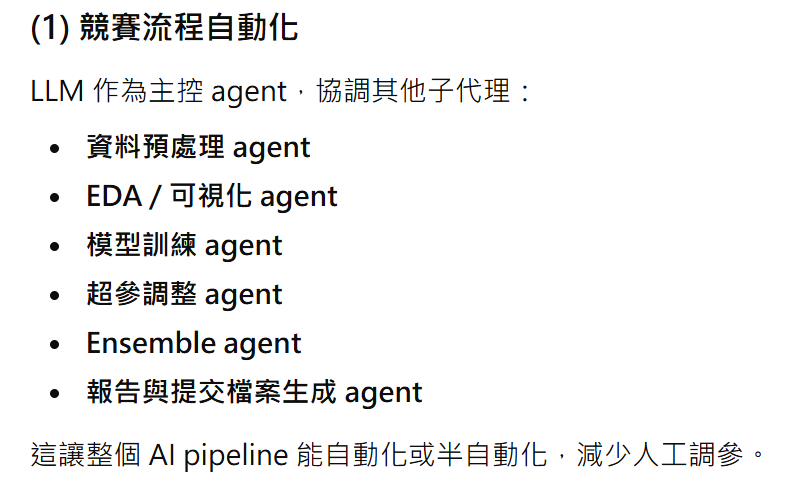 (1) 競賽流程自動化
LLM 作為主控 agent，協調其他子代理：
• 資料預處理 agent
• EDA / 可視化 agent
• 模型訓練 agent
• 超參調整 agent
• Ensemble agent
• 報告與提交檔案生成 agent
這讓整個 AI pipeline 能自動化或半自動化，減少人工調參。